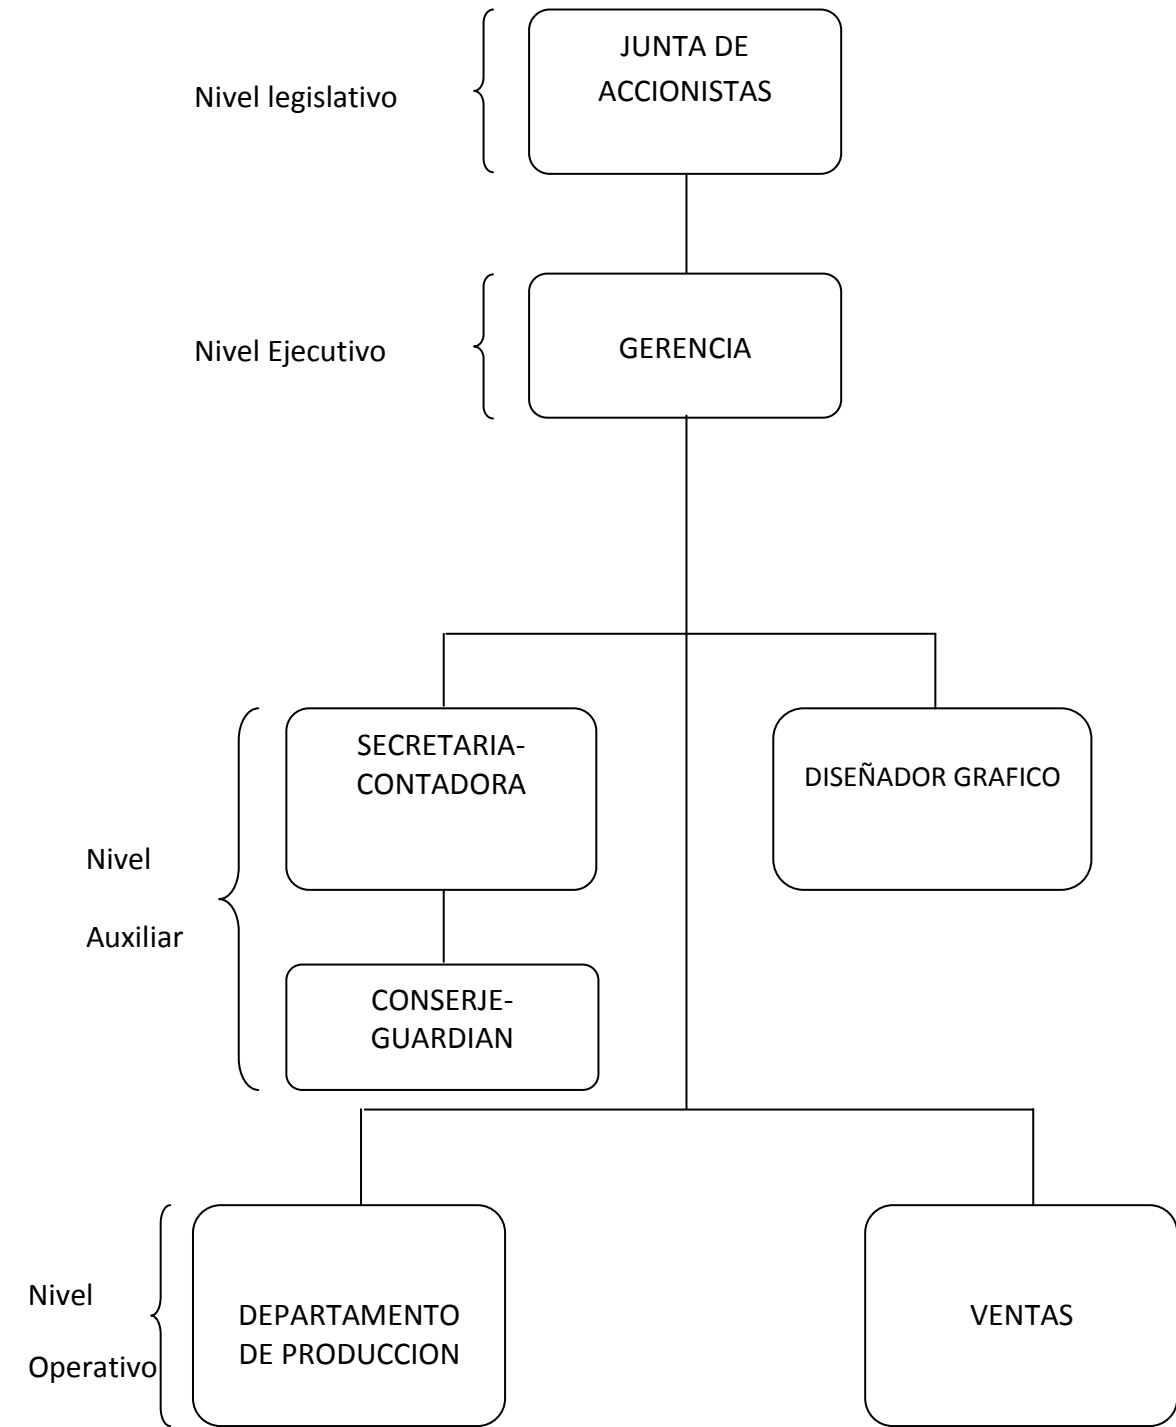 JUNTA DE
ACCIONISTAS
Nivel legislativo
Nivel Ejecutivo
GERENCIA
SECRETARIA-
CONTADORA
DISEÑADOR GRAFICO
Nivel
Auxiliar
CONSERJE-
GUARDIAN
Nivel
Operativo
DEPARTAMENTO
DE PRODUCCION
VENTAS